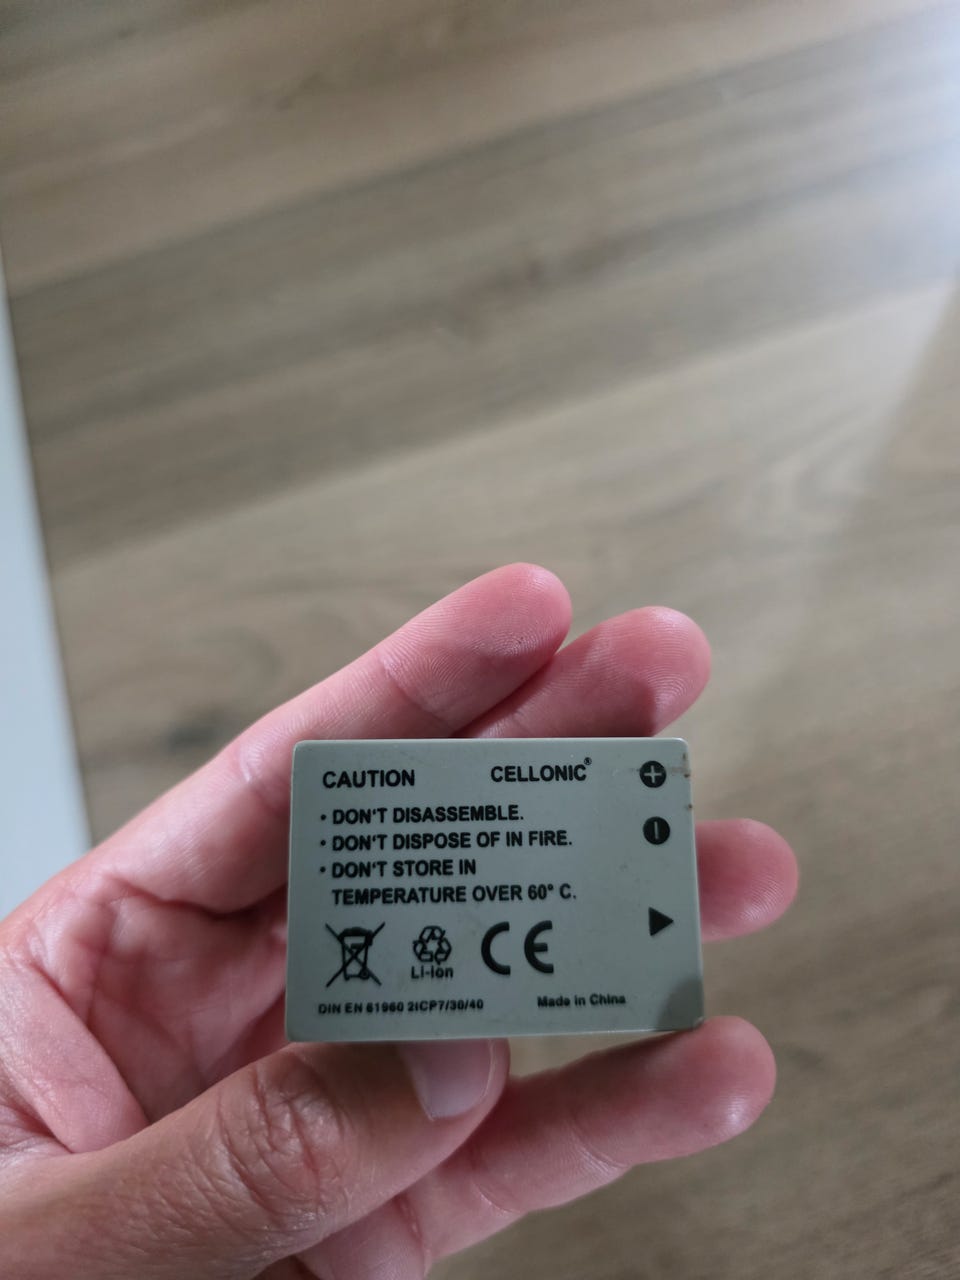 CAUTION CELLONIC®
• DON'T DISASSEMBLE.
• DON'T DISPOSE OF IN FIRE.
• DON'T STORE IN
TEMPERATURE OVER 60° C.
Li-ion CE
DIN EN 61960 2ICP7/30/40 Made in China